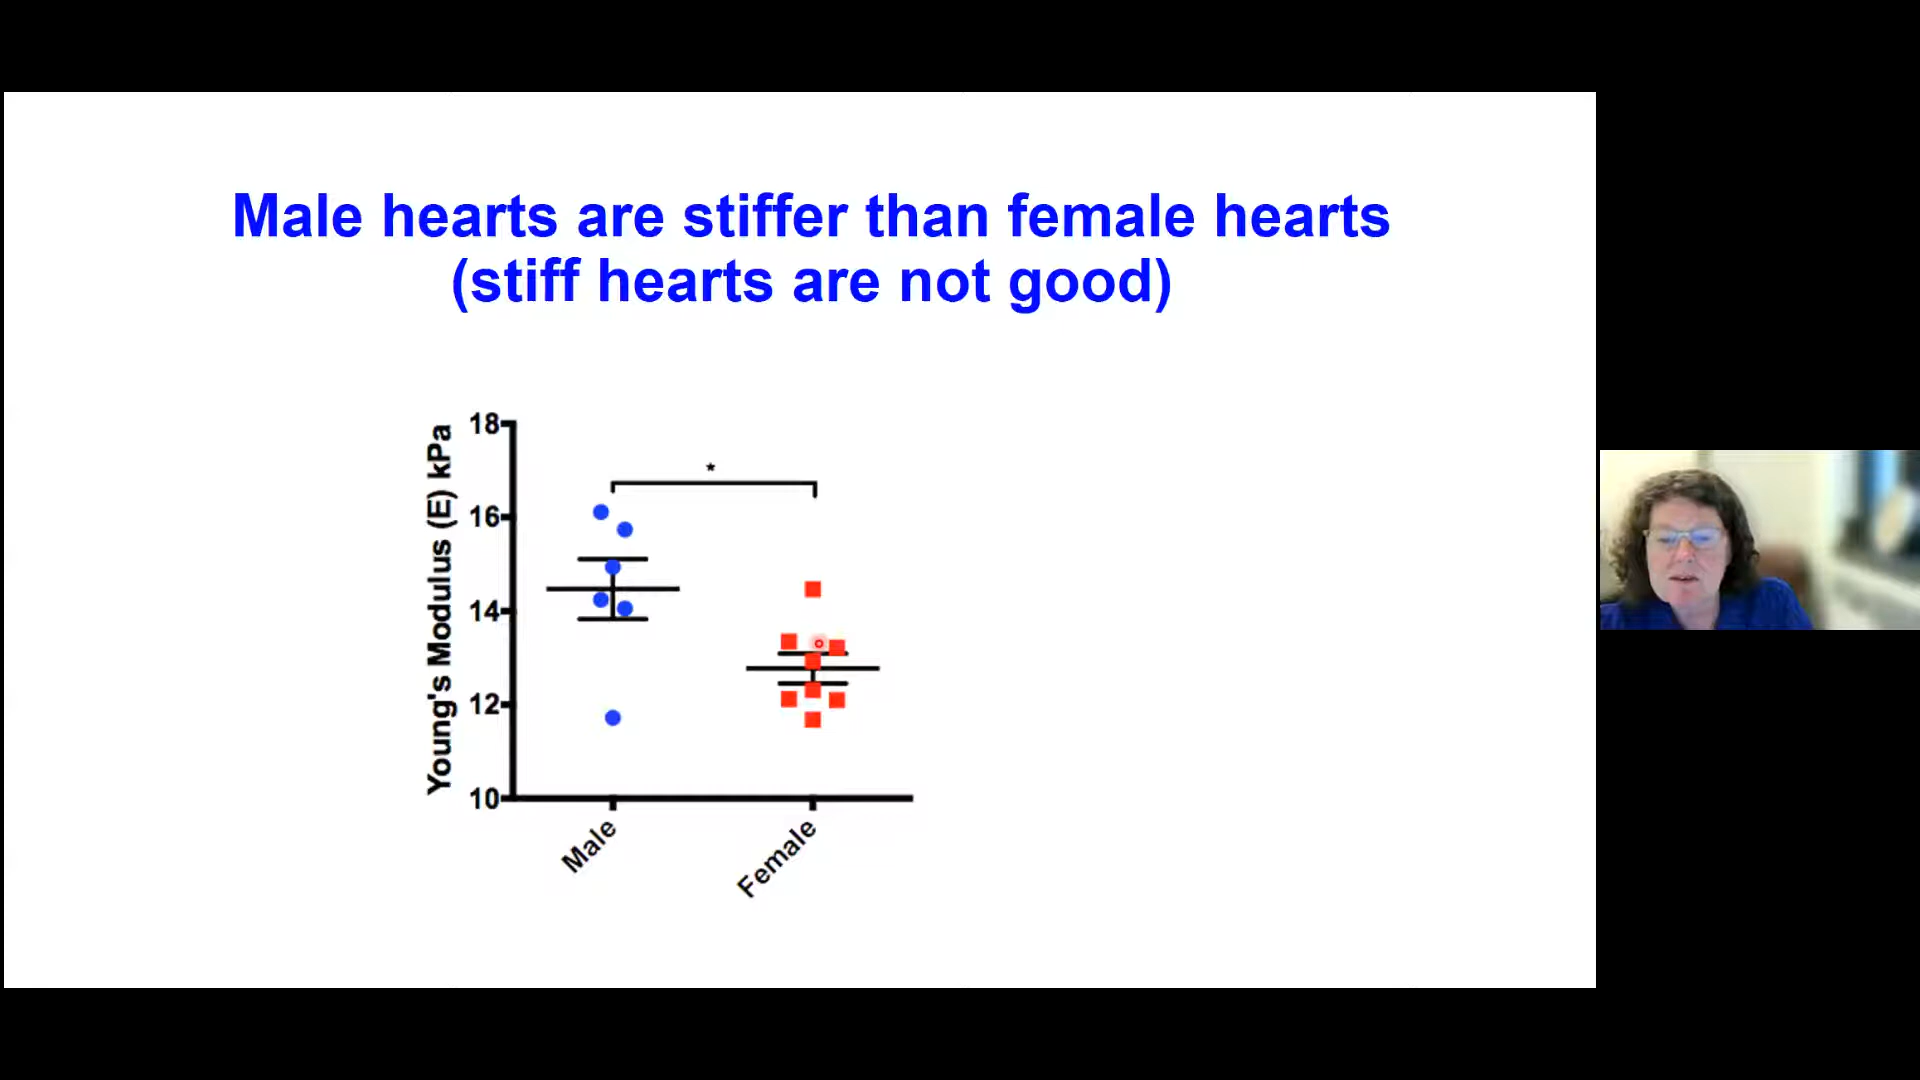 Male hearts are stiffer than female hearts
(stiff hearts are not good)
Young's Modulus (E) kPa
18
16
14
12
10
*
Male
Female